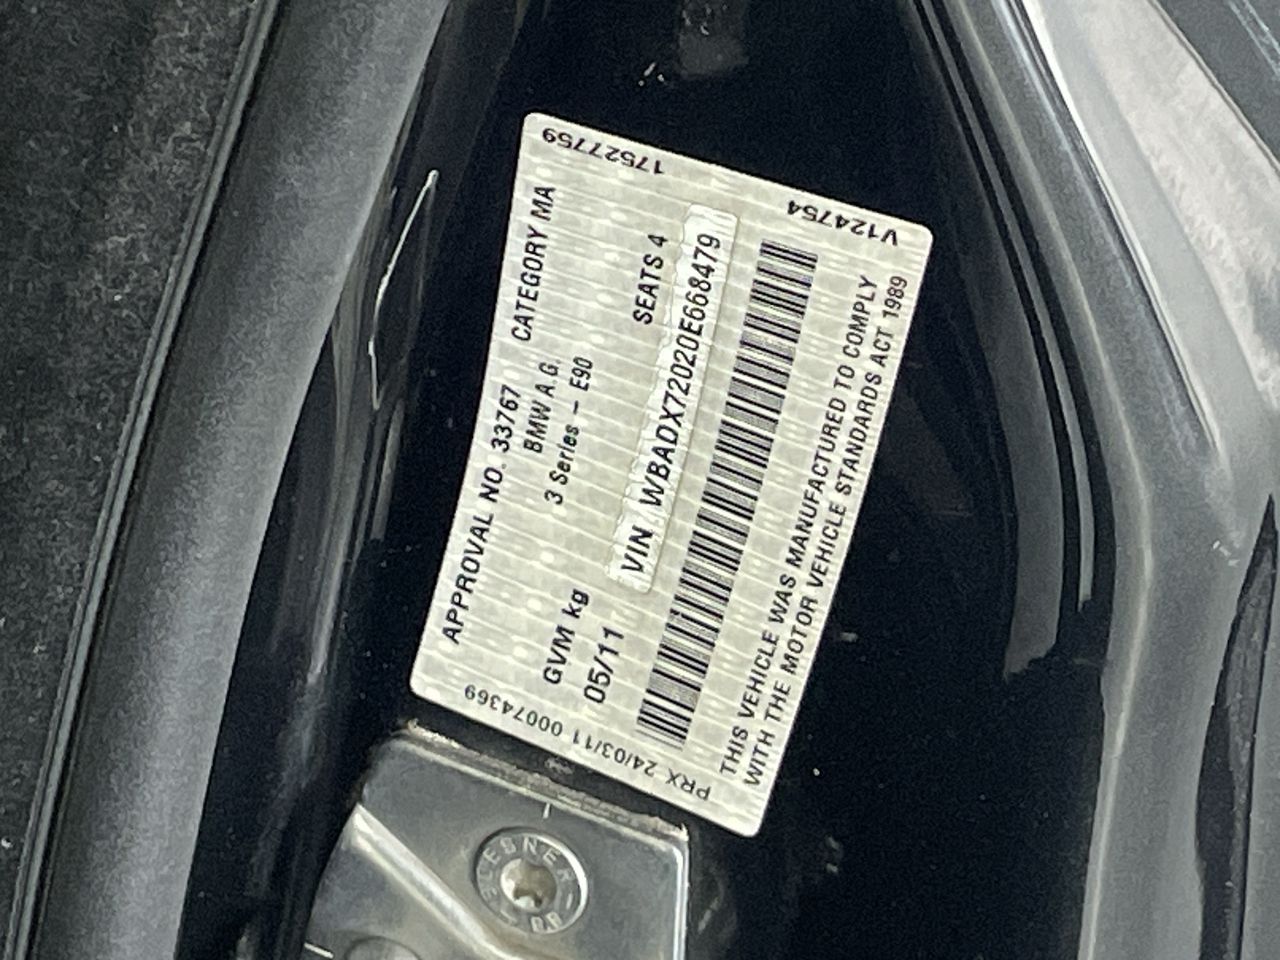 17527759
V124754
APPROVAL NO. 33767 CATEGORY MA
BMW A.G.
3 Series – E90
GVM kg SEATS 4
05/11
VIN WBADX72020E668479
THIS VEHICLE WAS MANUFACTURED TO COMPLY
WITH THE MOTOR VEHICLE STANDARDS ACT 1989
PRX 24/03/11 00074369